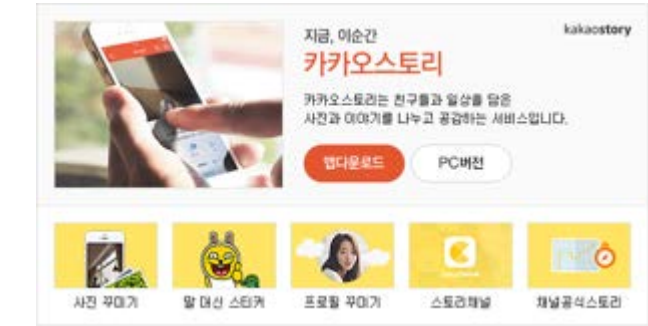 지금, 이순간
kakaostory
카카오스토리
카카오스토리는 친구들과 일상을 담은
사진과 이야기를 나누고 공감하는 서비스입니다.
앱다운로드
PC버전
사진 꾸미기
말 대신 스티커
프로필 꾸미기
스토리채널
채널공식스토리